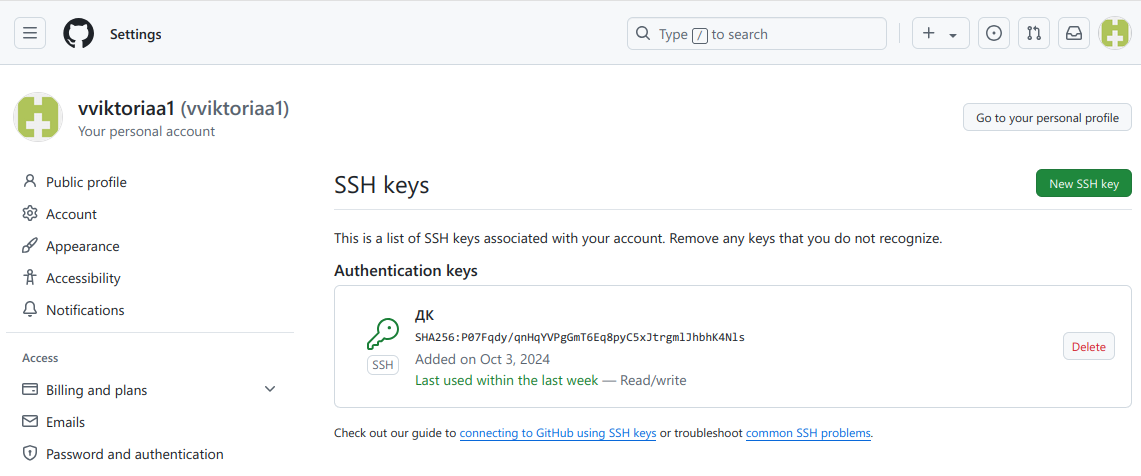 Settings
Type / to search
vviktoriaa1 (vviktoriaa1)
Your personal account
Go to your personal profile
Public profile
Account
Appearance
Accessibility
Notifications
Access
Billing and plans
Emails
Password and authentication
SSH keys
New SSH key
This is a list of SSH keys associated with your account. Remove any keys that you do not recognize.
Authentication keys
ДК
SHA256:P07Fqdy/qnHqYVPgGmT6Eq8pyC5xJtrgmlJhbhK4Nls
SSH
Added on Oct 3, 2024
Last used within the last week — Read/write
Delete
Check out our guide to connecting to GitHub using SSH keys or troubleshoot common SSH problems.